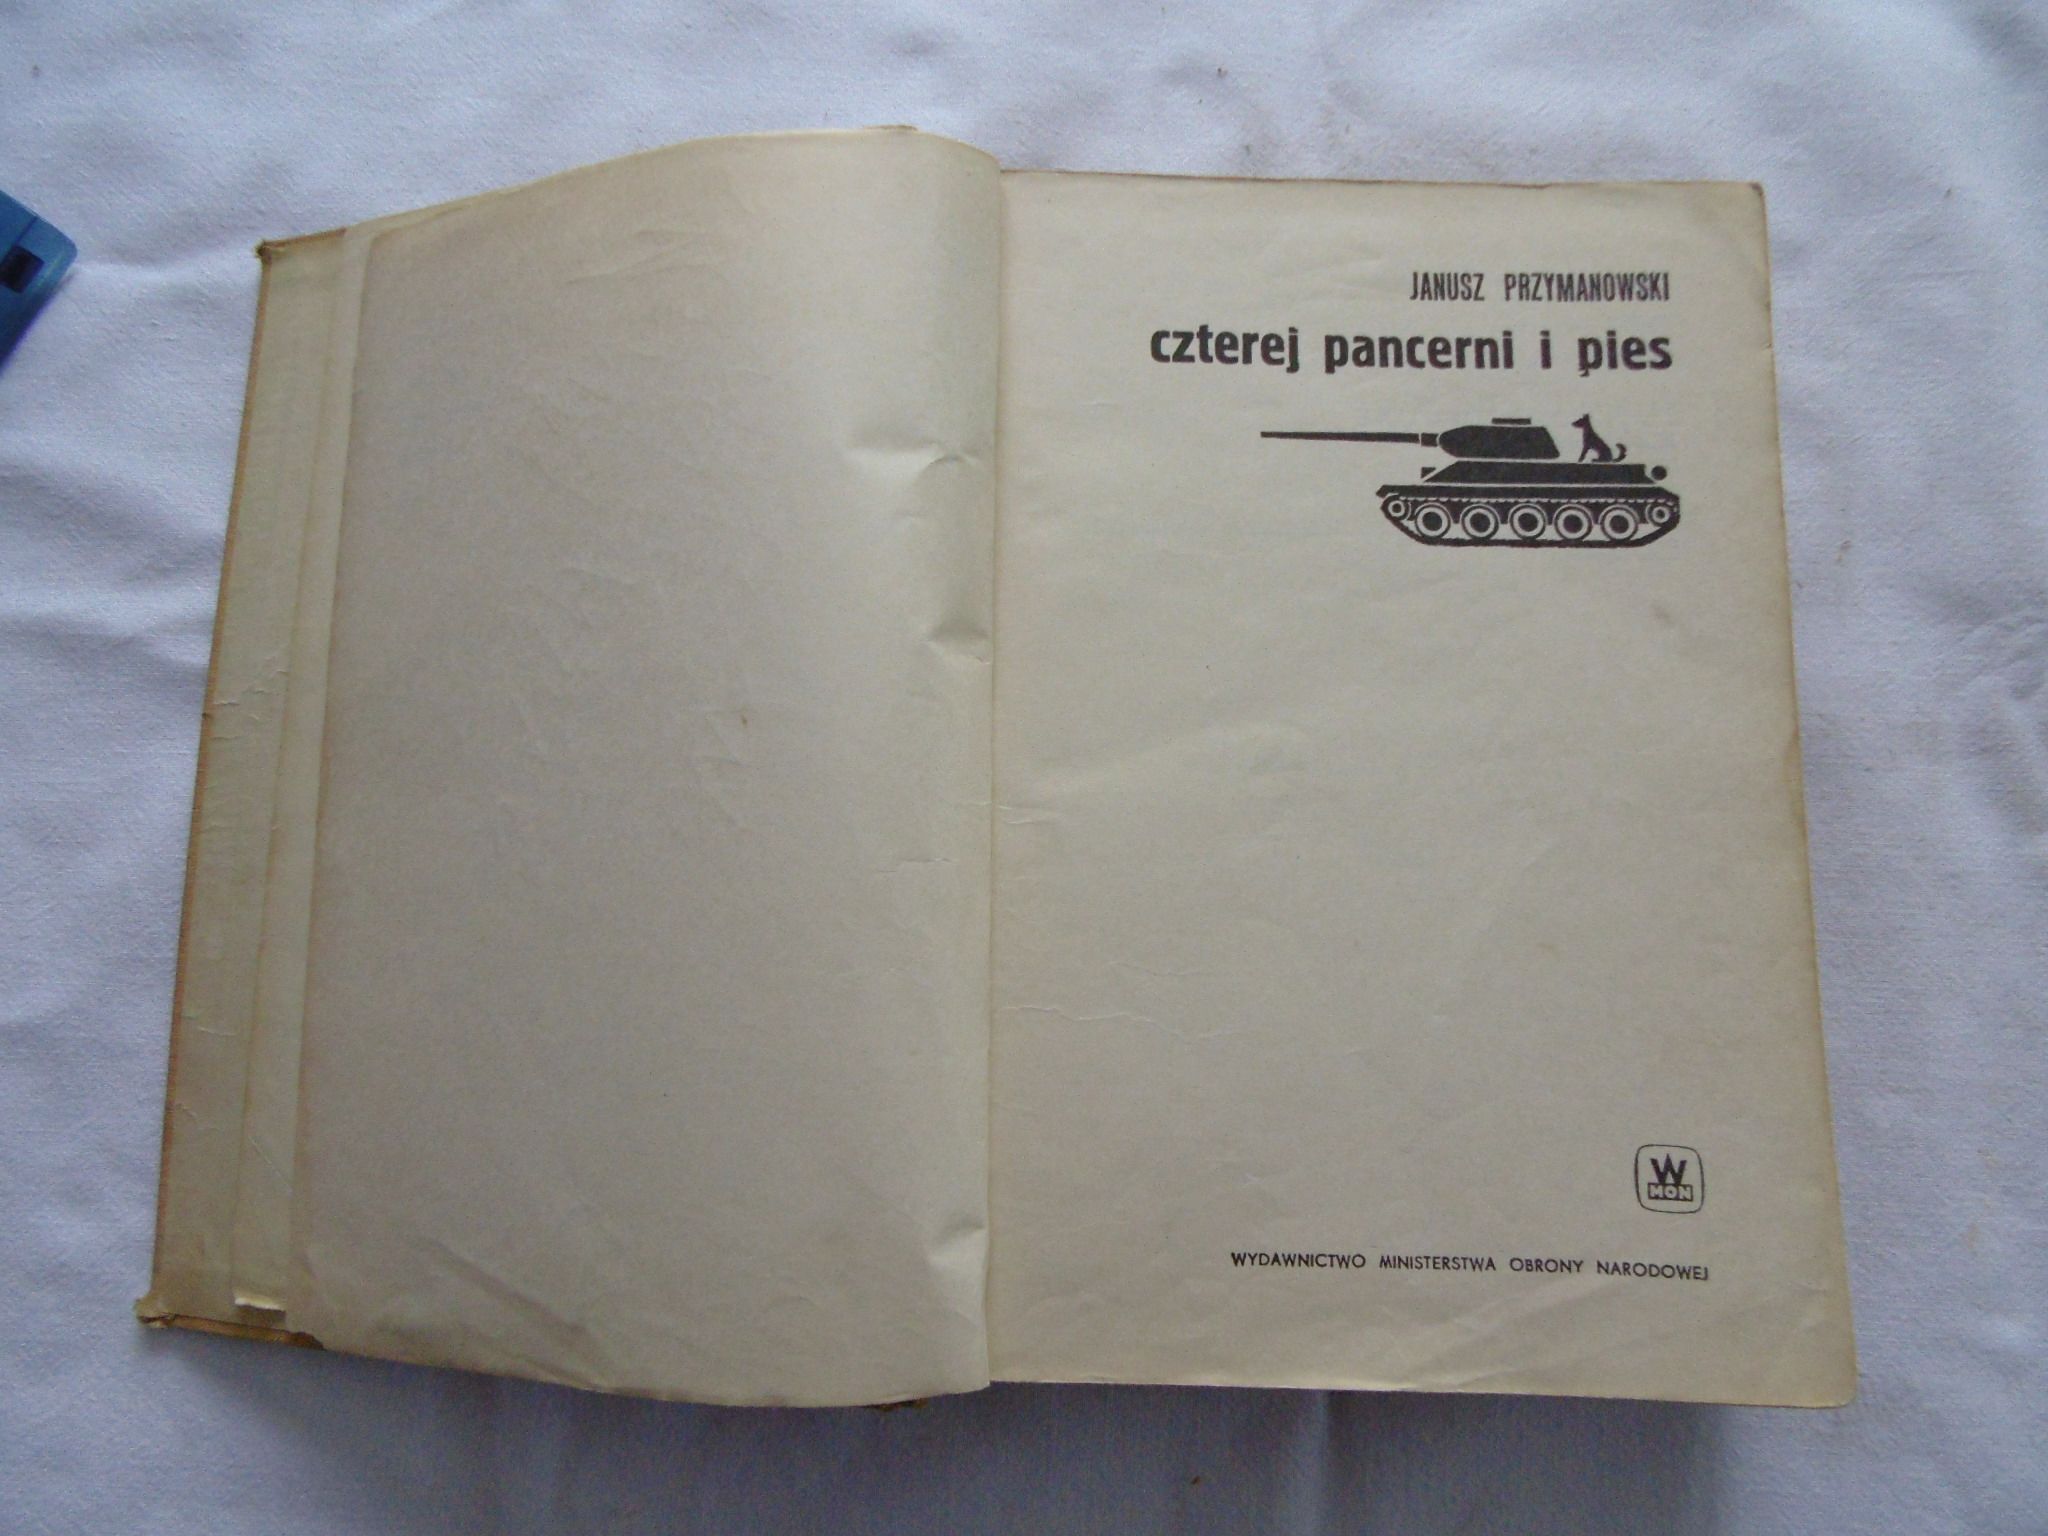 JANUSZ PRZYMANOWSKI
czterej pancerni i pies
W
MON
WYDAWNICTWO MINISTERSTWA OBRONY NARODOWEJ